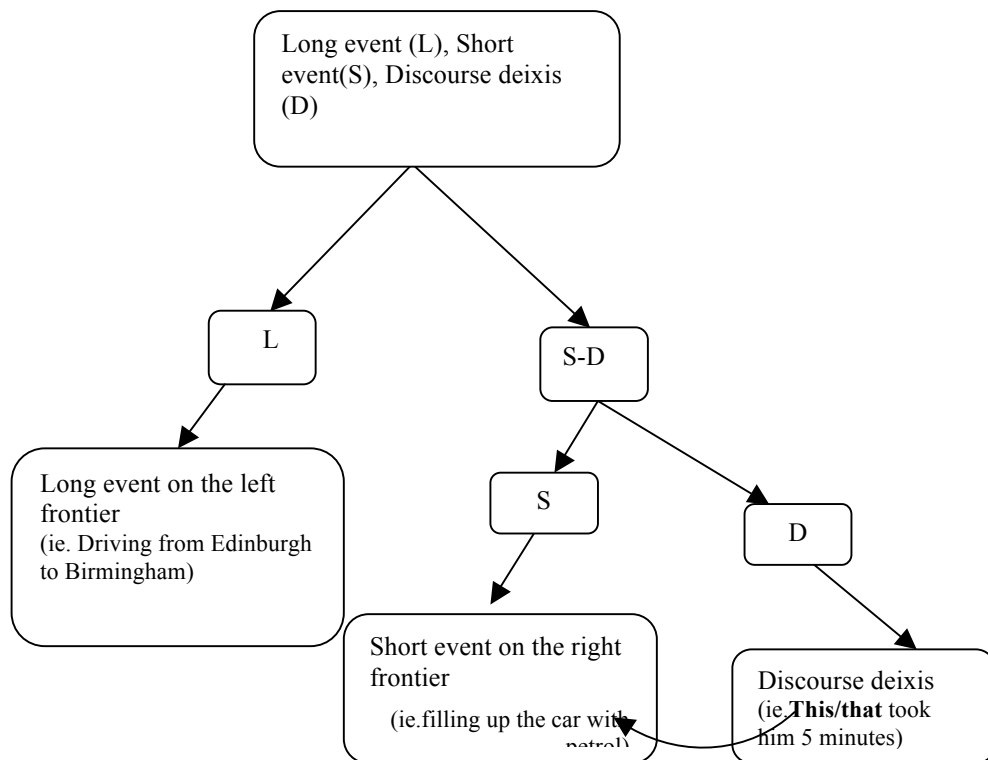 Long event (L), Short
event(S), Discourse deixis
(D)
L
S-D
Long event on the left
frontier
(ie. Driving from Edinburgh
to Birmingham)
S
D
Short event on the right
frontier
(ie.filling up the car with
petrol)
Discourse deixis
(ie.This/that took
him 5 minutes)